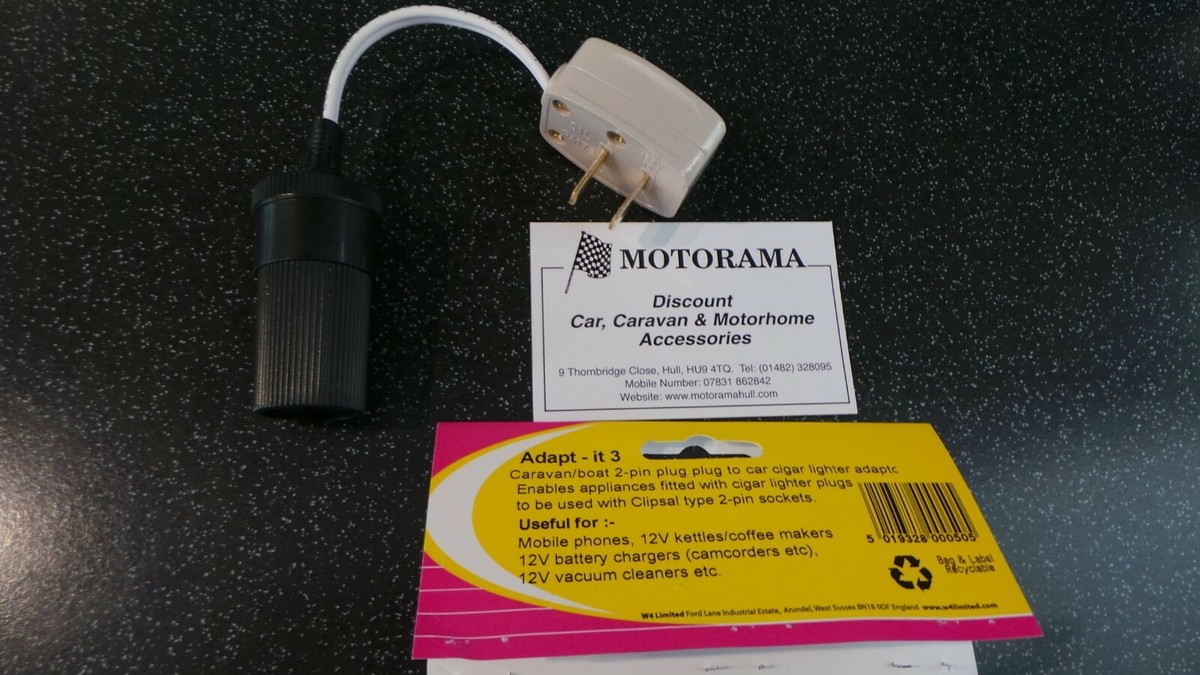 MOTORAMA
Discount
Car, Caravan & Motorhome
Accessories
9 Thornbridge Close, Hull, HU9 4TQ. Tel: (01482) 328095
Mobile Number: 07831 862842
Website: www.motoramahull.com
Adapt - it 3
Caravan/boat 2-pin plug plug to car cigar lighter adaptc
Enables appliances fitted with cigar lighter plugs
to be used with Clipsal type 2-pin sockets.
Useful for :-
Mobile phones, 12V kettles/coffee makers
12V battery chargers (camcorders etc),
12V vacuum cleaners etc.
5 019328 000505
Bag & Label
Recyclable
W4 Limited Ford Lane Industrial Estate, Arundel, West Sussex BN18 0DF England www.w4limited.com